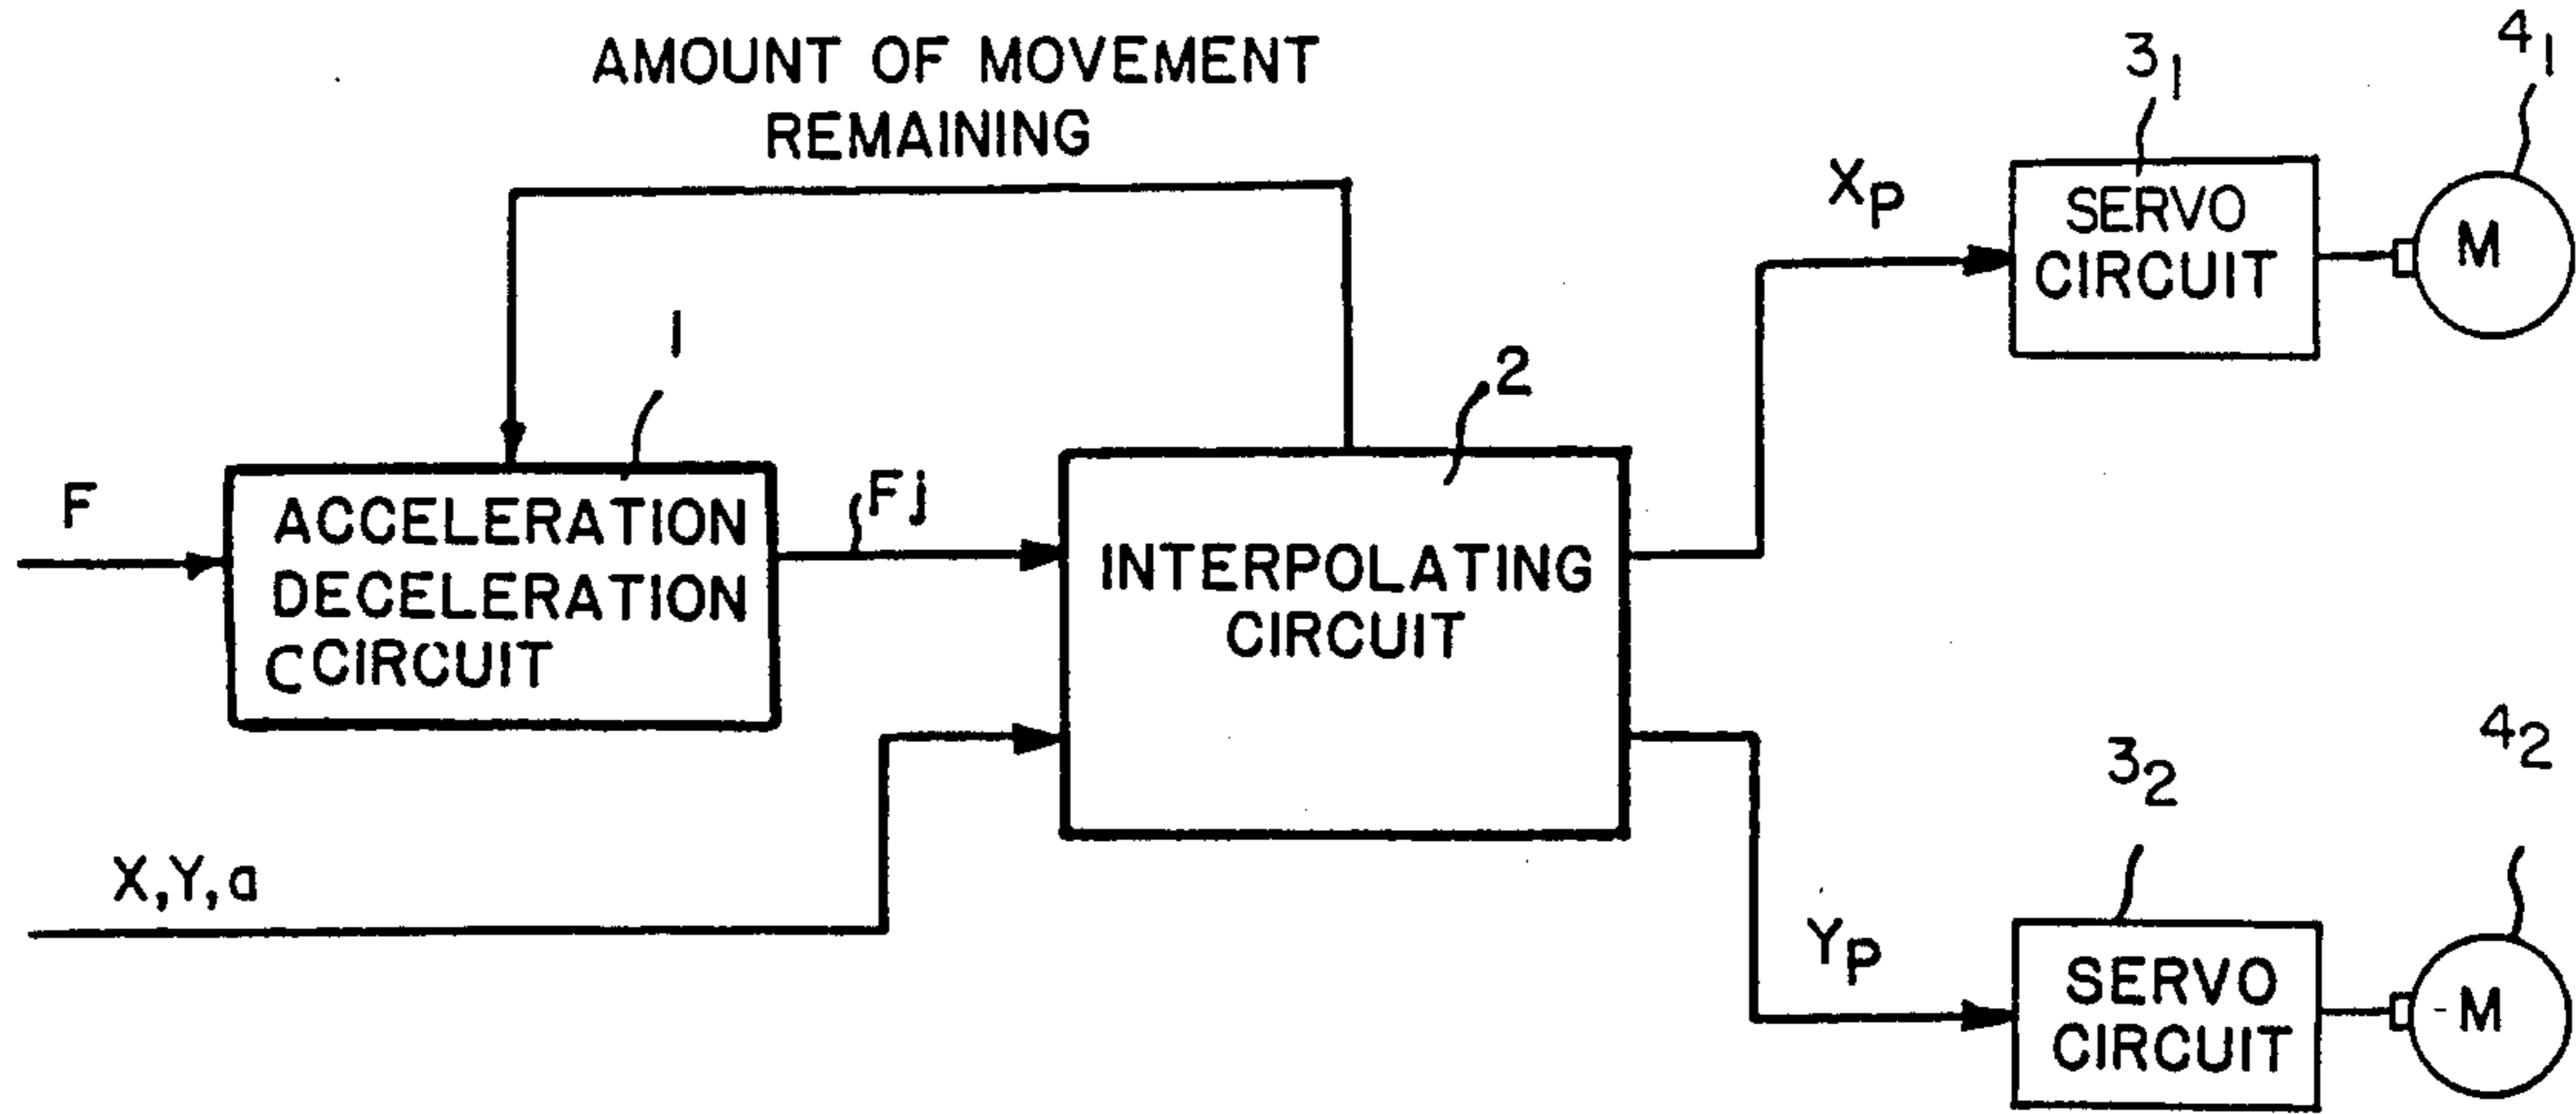 AMOUNT OF MOVEMENT
REMAINING
3₁
4₁
X_P
SERVO
CIRCUIT
M
1
2
F
ACCELERATION
DECELERATION
CCIRCUIT
Fj
INTERPOLATING
CIRCUIT
X,Y,a
3₂
4₂
Y_P
SERVO
CIRCUIT
M